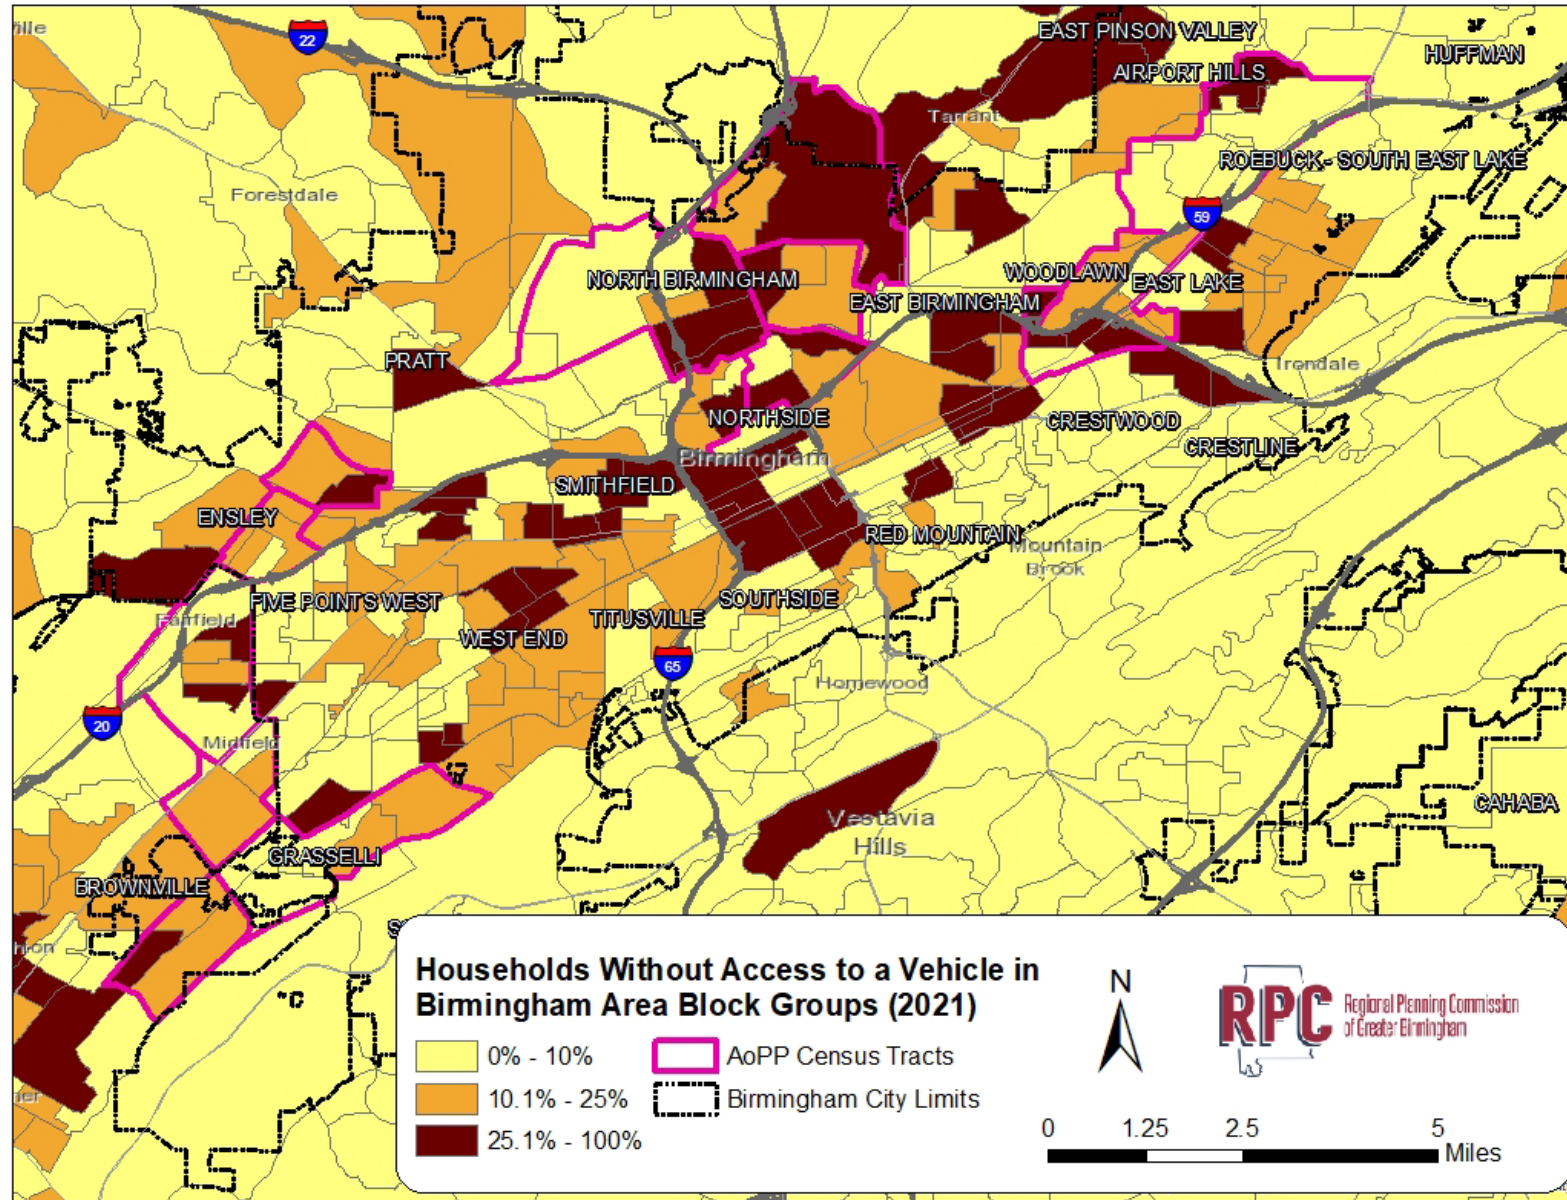 ville
22
EAST PINSON VALLEY
HUFFMAN
AIRPORT HILLS
Tarrant
ROEBUCK - SOUTH EAST LAKE
Forestdale
59
NORTH BIRMINGHAM
WOODLAWN
EAST LAKE
EAST BIRMINGHAM
PRATT
Irondale
NORTHSIDE
CRESTWOOD
CRESTLINE
Birmingham
SMITHFIELD
ENSLEY
RED MOUNTAIN
Mountain
Brook
FIVE POINTS WEST
SOUTHSIDE
Fairfield
TITUSVILLE
WEST END
65
Homewood
20
Midfield
CAHABA
Vestavia
Hills
GRASSELLI
BROWNVILLE
Households Without Access to a Vehicle in
Birmingham Area Block Groups (2021)
0% - 10%
10.1% - 25%
25.1% - 100%
AoPP Census Tracts
Birmingham City Limits
N
RPC
Regional Planning Commission
of Greater Birmingham
0 1.25 2.5 5
Miles